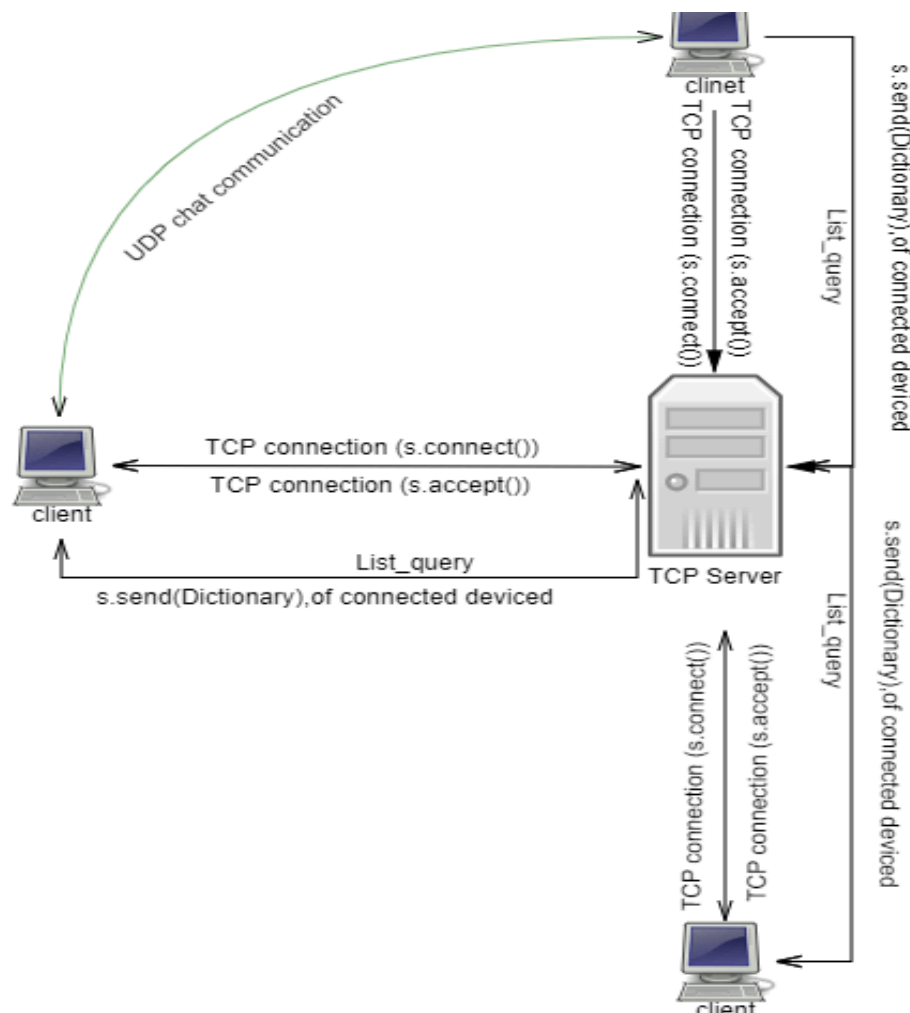 clinet
UDP chat communication
TCP connection (s.connect())
TCP connection (s.accept())
List_query
s.send(Dictionary),of connected deviced
TCP connection (s.connect())
TCP connection (s.accept())
client
List_query
s.send(Dictionary),of connected deviced
TCP Server
List_query
s.send(Dictionary),of connected deviced
TCP connection (s.connect())
TCP connection (s.accept()))
client